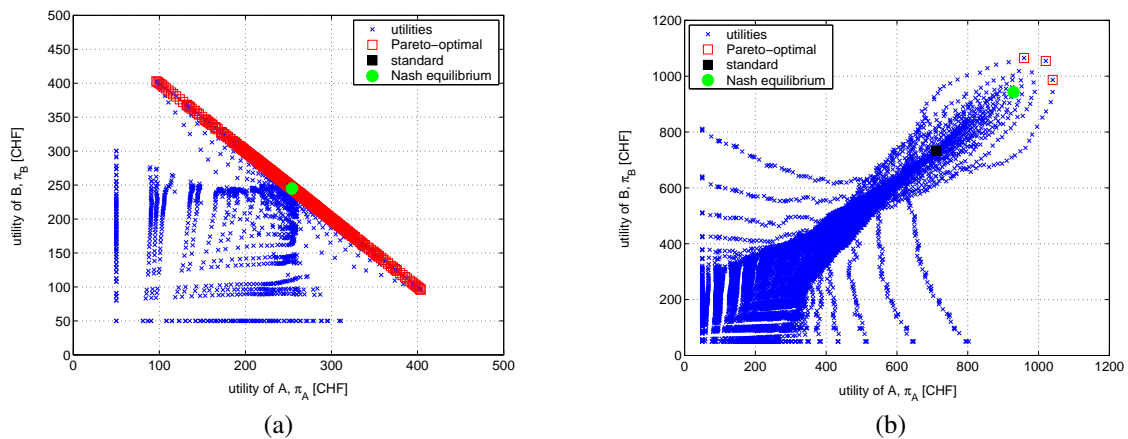 500
450
400
350
300
250
200
150
100
50
0
0 100 200 300 400 500
utility of B, π_B [CHF]
utility of A, π_A [CHF]
utilities
Pareto−optimal
standard
Nash equilibrium
(a)
1200
1000
800
600
400
200
0
0 200 400 600 800 1000 1200
utility of B, π_B [CHF]
utility of A, π_A [CHF]
utilities
Pareto−optimal
standard
Nash equilibrium
(b)